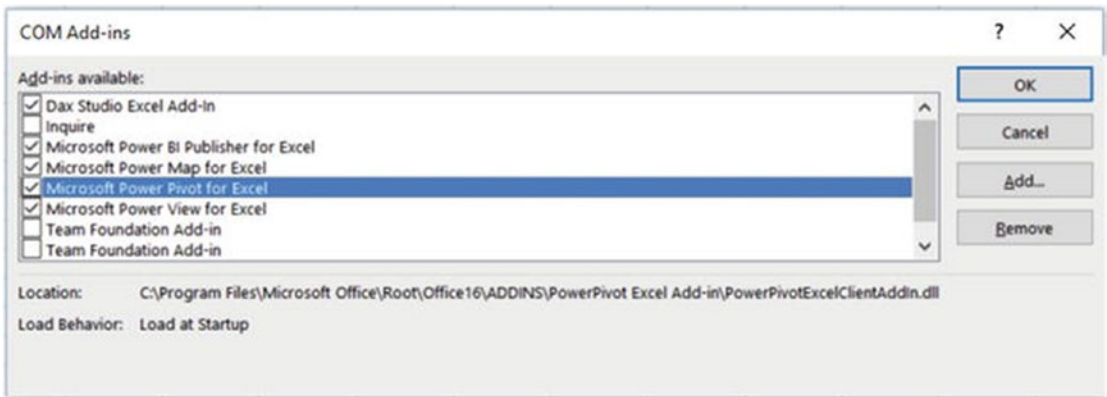 COM Add-ins
?
Add-ins available:
Dax Studio Excel Add-In
Inquire
Microsoft Power BI Publisher for Excel
Microsoft Power Map for Excel
Microsoft Power Pivot for Excel
Microsoft Power View for Excel
Team Foundation Add-in
Team Foundation Add-in
OK
Cancel
Add...
Remove
Location: C:\Program Files\Microsoft Office\Root\Office16\ADDINS\PowerPivot Excel Add-in\PowerPivotExcelClientAddIn.dll
Load Behavior: Load at Startup